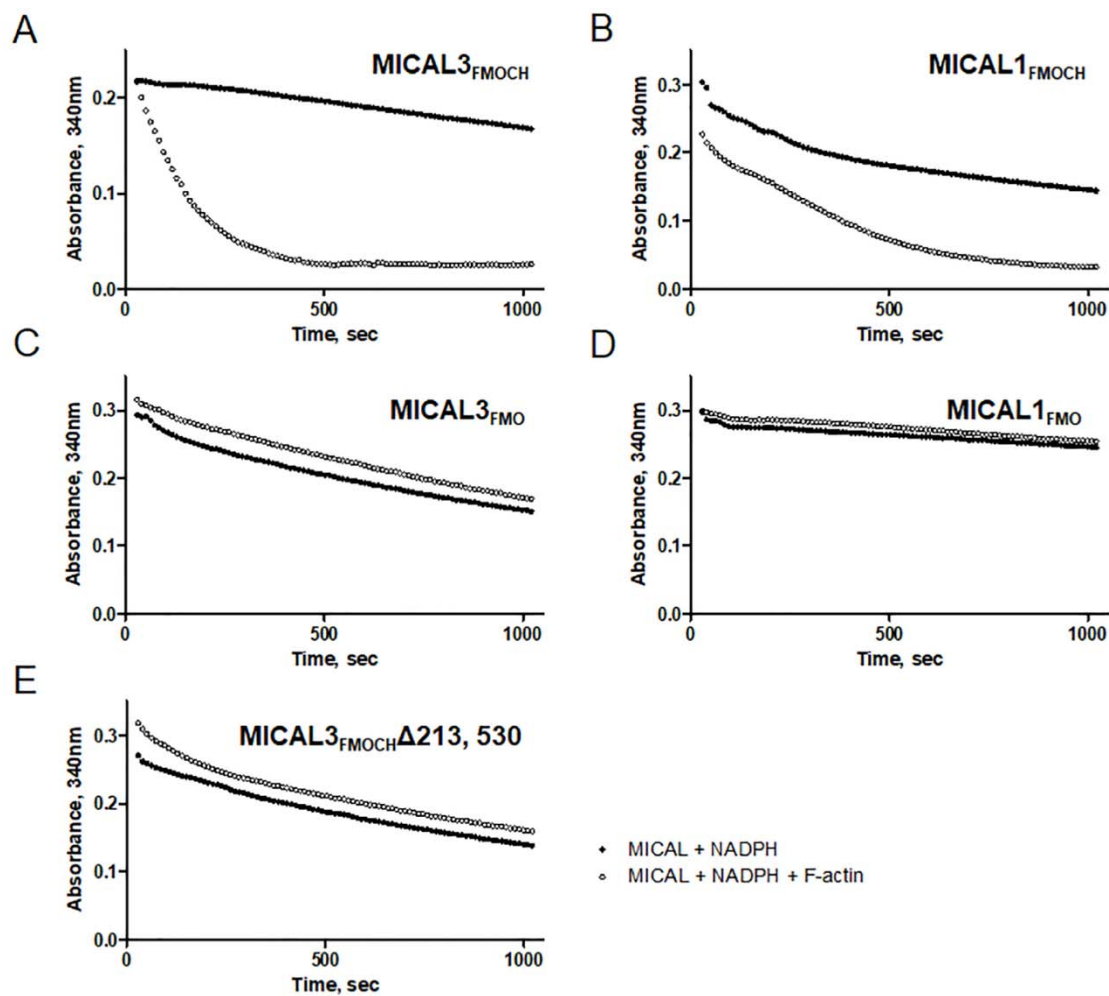 A
MICAL3FMOCH
Absorbance, 340nm
0.2
0.1
0.0
0
500
1000
Time, sec
B
MICAL1FMOCH
Absorbance, 340nm
0.3
0.2
0.1
0.0
0
500
1000
Time, sec
C
MICAL3FMO
Absorbance, 340nm
0.3
0.2
0.1
0.0
0
500
1000
Time, sec
D
MICAL1FMO
Absorbance, 340nm
0.3
0.2
0.1
0.0
0
500
1000
Time, sec
E
MICAL3FMOCHΔ213, 530
Absorbance, 340nm
0.3
0.2
0.1
0.0
0
500
1000
Time, sec
MICAL + NADPH
MICAL + NADPH + F-actin